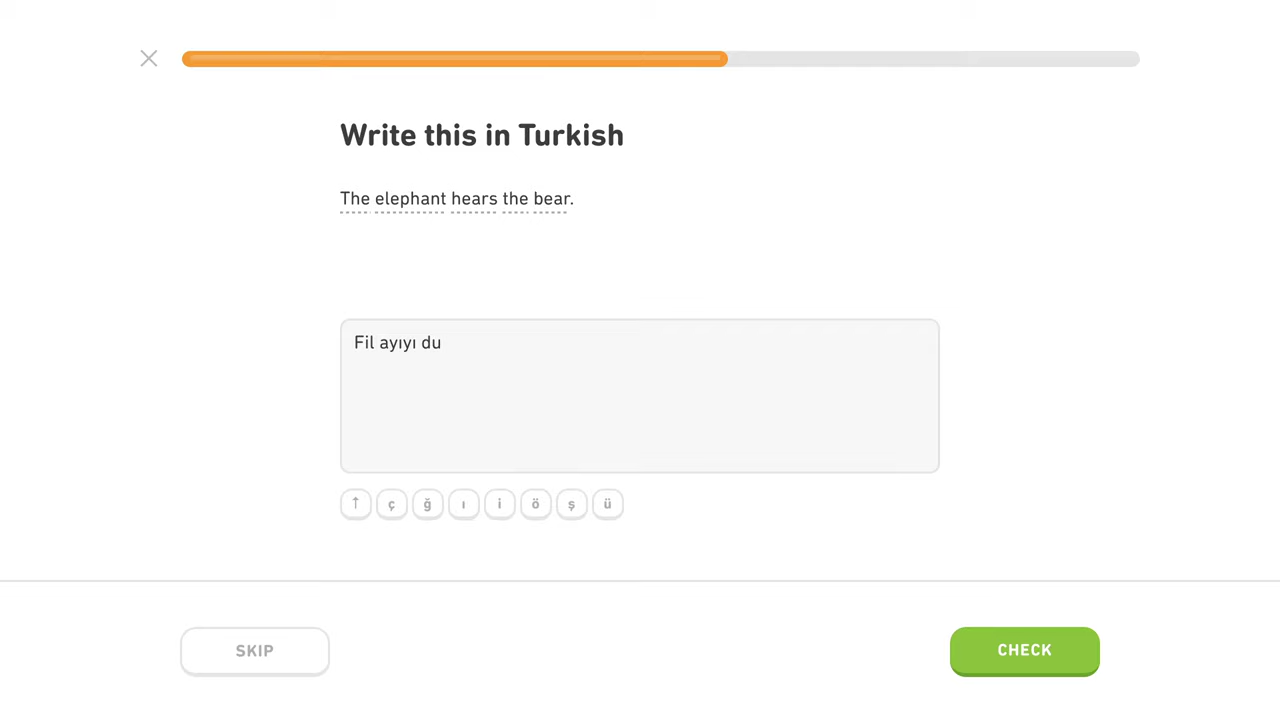 Write this in Turkish
The elephant hears the bear.
Fil ayıyı du
↑ ç ğ ı i ö ş ü
SKIP
CHECK